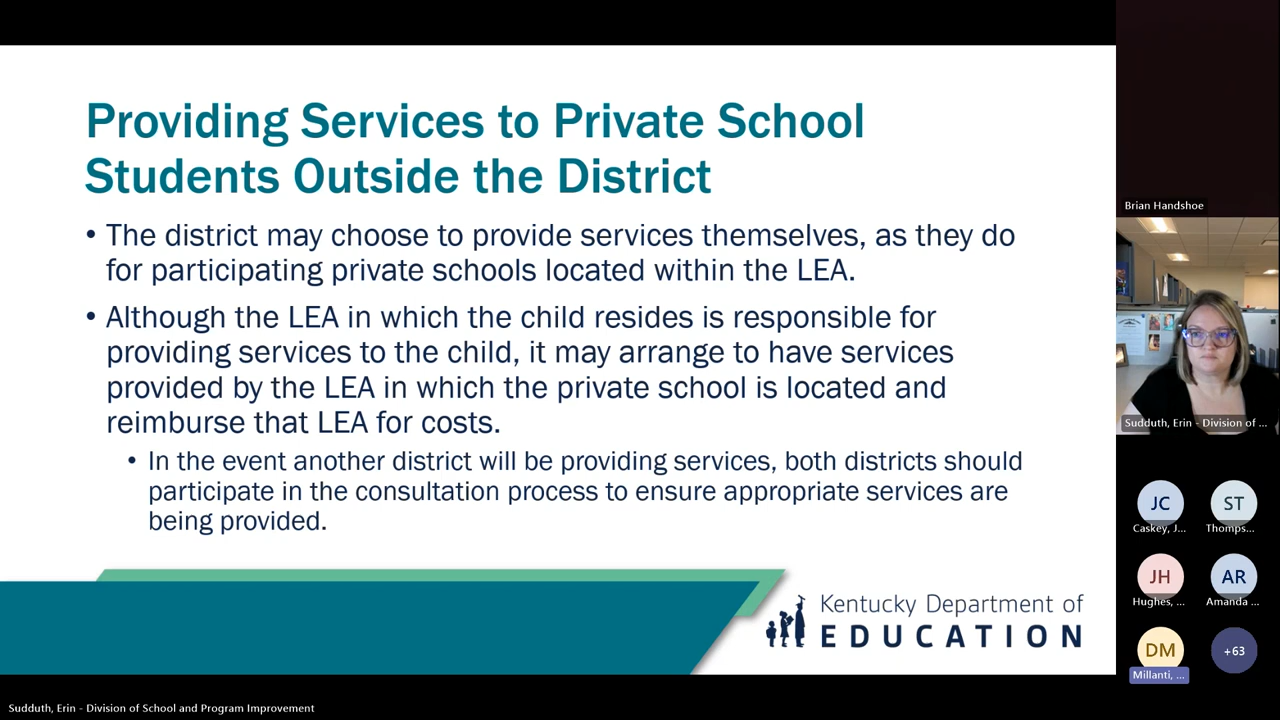 Providing Services to Private School
Students Outside the District
• The district may choose to provide services themselves, as they do
for participating private schools located within the LEA.
• Although the LEA in which the child resides is responsible for
providing services to the child, it may arrange to have services
provided by the LEA in which the private school is located and
reimburse that LEA for costs.
• In the event another district will be providing services, both districts should
participate in the consultation process to ensure appropriate services are
being provided.
Kentucky Department of
EDUCATION
Brian Handshoe
Sudduth, Erin - Division of ...
JC
Caskey, J...
ST
Thomps...
JH
Hughes, ...
AR
Amanda ...
DM
Millanti, ...
+63
Sudduth, Erin - Division of School and Program Improvement